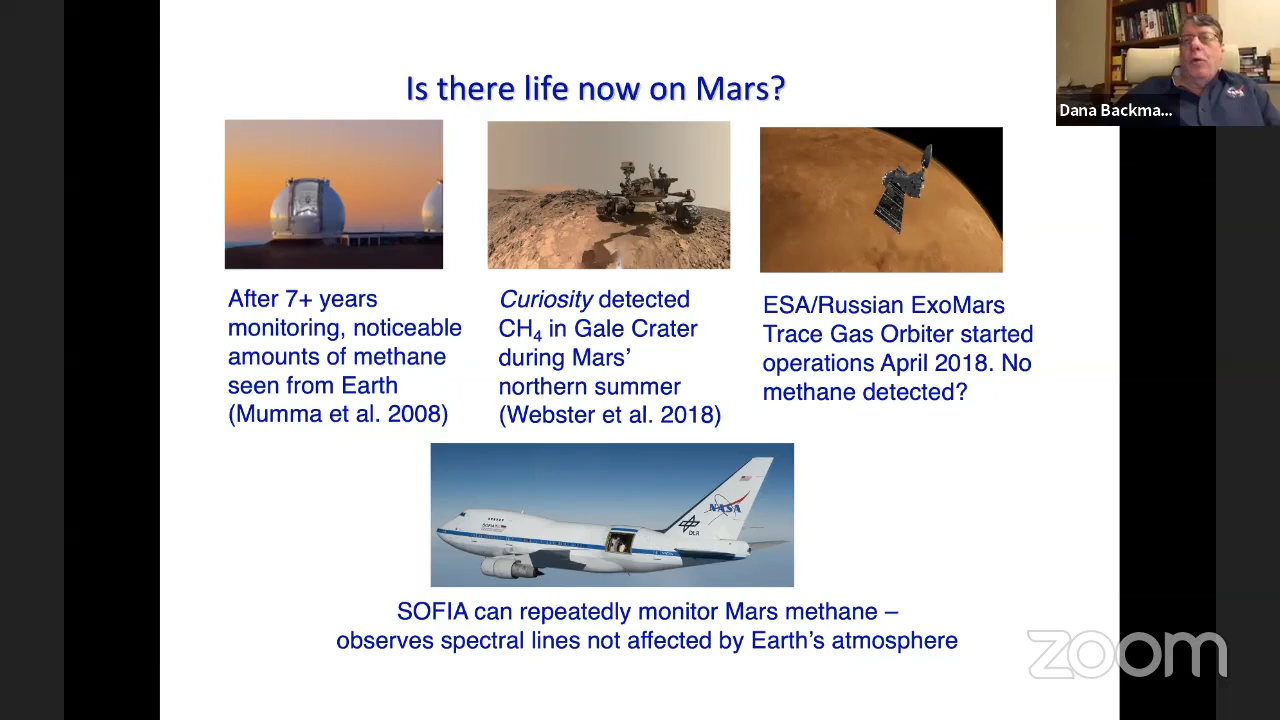 Is there life now on Mars?
Dana Backma...
After 7+ years
monitoring, noticeable
amounts of methane
seen from Earth
(Mumma et al. 2008)
Curiosity detected
CH₄ in Gale Crater
during Mars’
northern summer
(Webster et al. 2018)
ESA/Russian ExoMars
Trace Gas Orbiter started
operations April 2018. No
methane detected?
SOFIA
NASA
DLR
SOFIA can repeatedly monitor Mars methane –
observes spectral lines not affected by Earth’s atmosphere
zoom